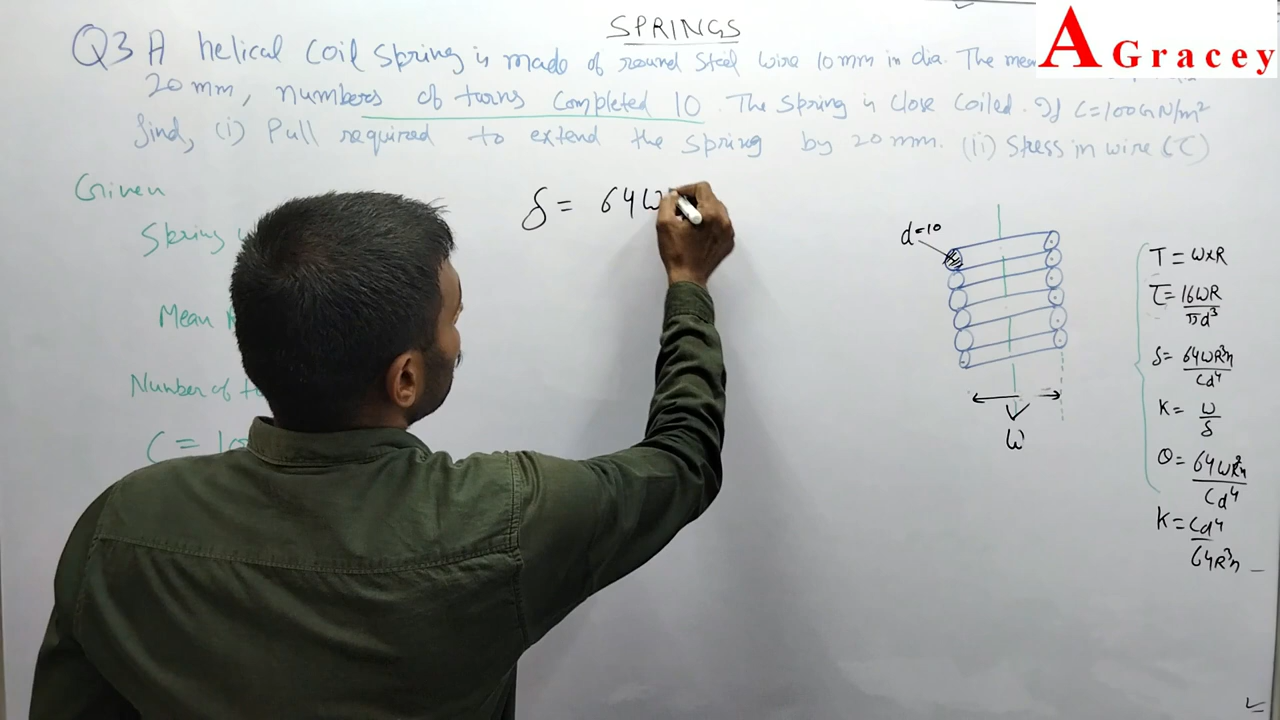 SPRINGS
A Gracey
Q3 A helical coil spring is made of round steel wire 10 mm in dia. The mean
20 mm, numbers of turns completed 10. The spring is close coiled. If C=100GN/m²
find, (i) Pull required to extend the spring by 20 mm. (ii) Stress in wire (τ)
Given
Spring
Mean
Number of
C = 10
δ = 64W
d=10
W
T = W×R
τ = 16WR/πd³
δ = 64WR³n/Cd⁴
K = W/δ
θ = 64WR²n/Cd⁴
K = Cd⁴/64R³n